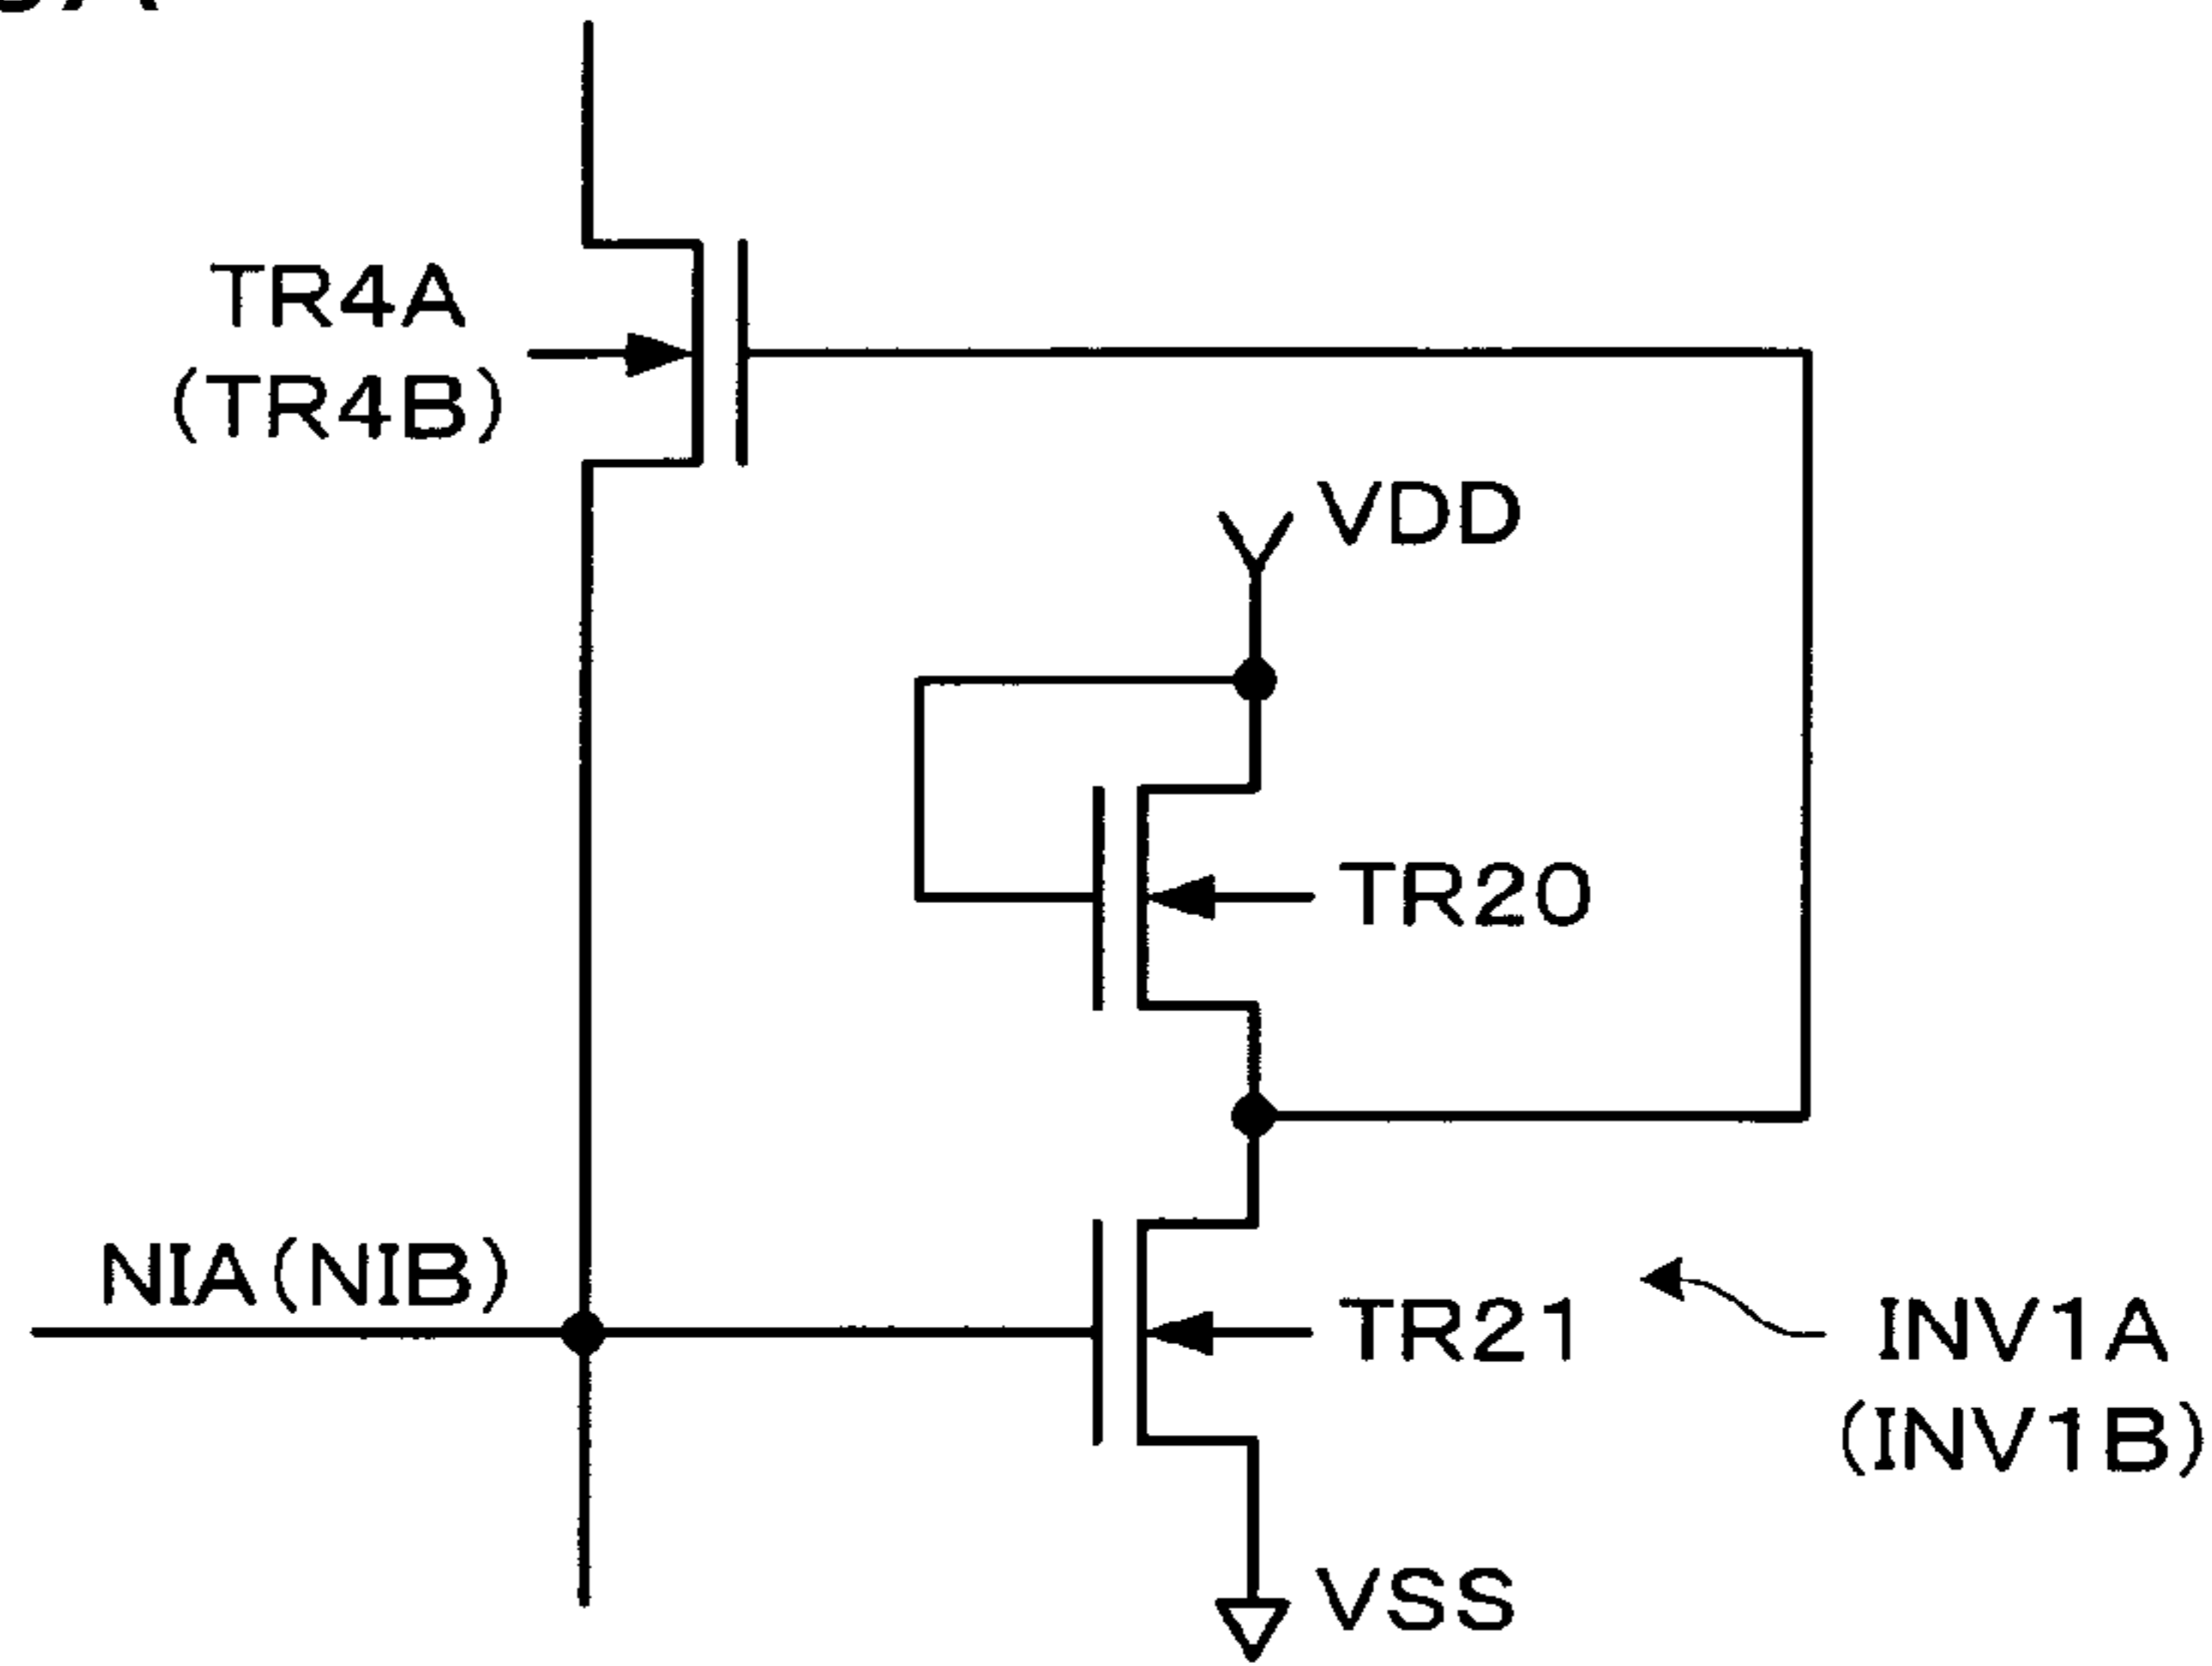 TR4A
(TR4B)
VDD
TR20
NIA(NIB)
TR21
INV1A
(INV1B)
VSS